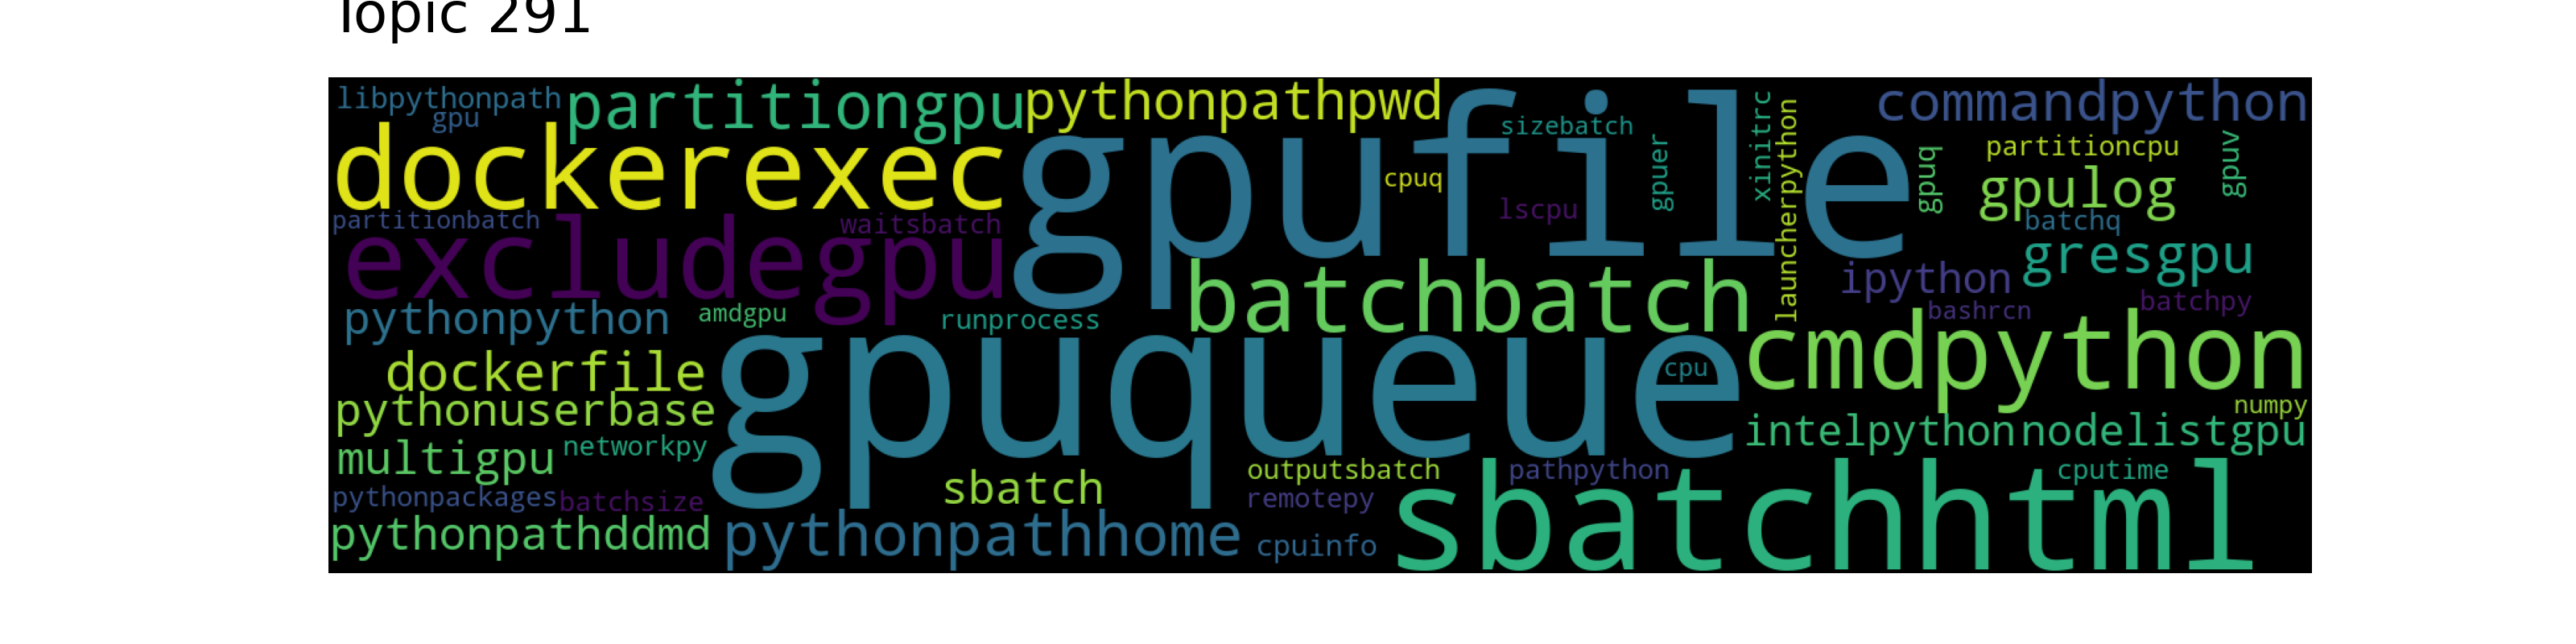 Topic 291
libpythonpath partitiongpu pythonpathpwd commandpython
gpu sizebatch xinitrc
dockerexec gpufile gpuer launcherpython gpuq partitioncpu gpuv
cpuq gpulog
partitionbatch waitsbatch lscpu batchq
excludegpu gresgpu
batchbatch ipython
pythonpython amdgpu runprocess bashrcn batchpy
dockerfile gpuqueue cpu cmdpython
pythonuserbase numpy
multigpu networkpy intelpython nodelistgpu
sbatch outputsbatch pathpython cputime
pythonpackages batchsize remotepy sbatchhtml
pythonpathddmd pythonpathhome cpuinfo